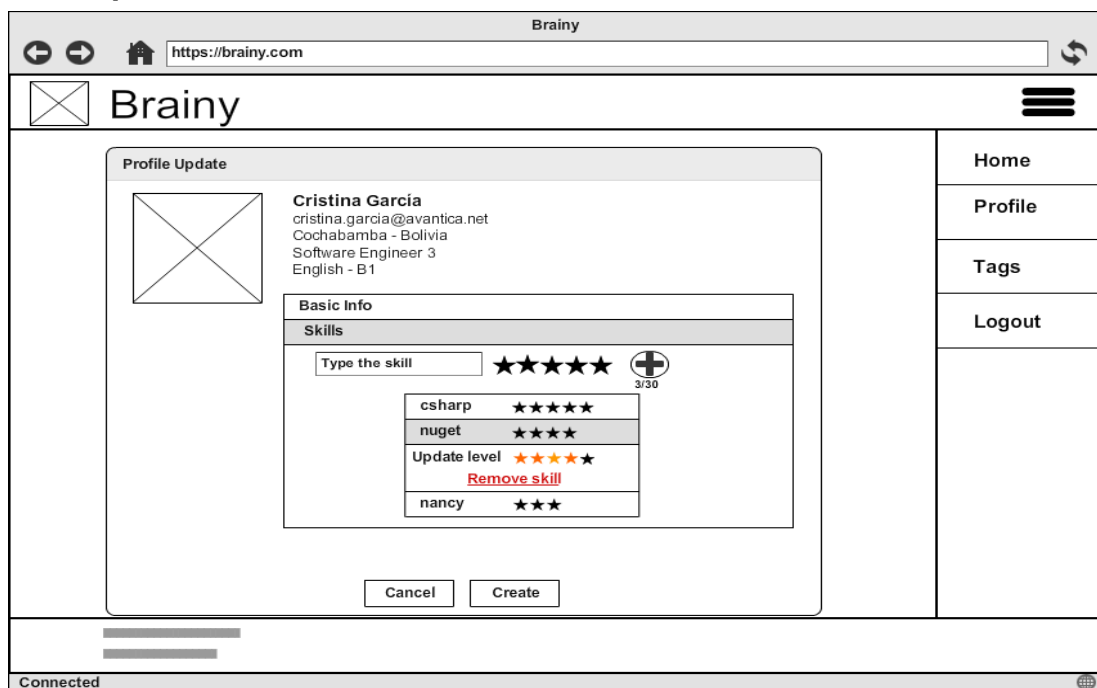 Brainy
https://brainy.com
Brainy
Home
Profile
Tags
Logout
Profile Update
Cristina García
cristina.garcia@avantica.net
Cochabamba - Bolivia
Software Engineer 3
English - B1
Basic Info
Skills
Type the skill
3/30
csharp
nuget
Update level
Remove skill
nancy
Cancel
Create
Connected